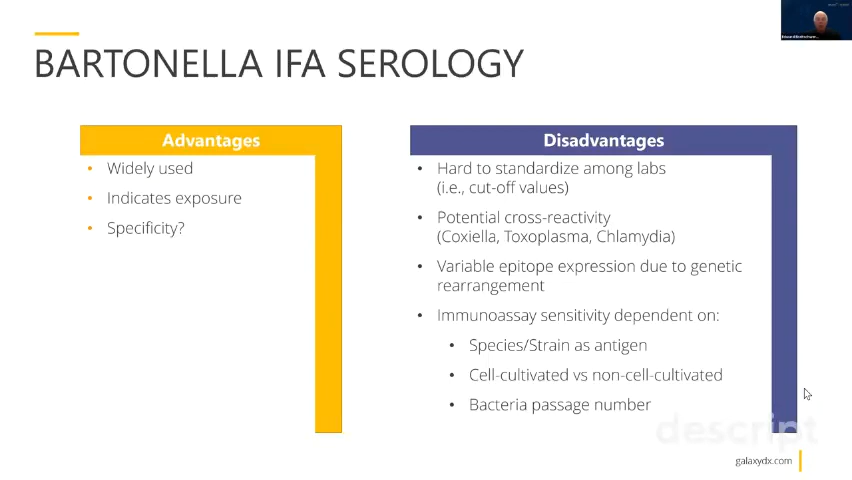 BARTONELLA IFA SEROLOGY
Advantages
• Widely used
• Indicates exposure
• Specificity?
Disadvantages
• Hard to standardize among labs
(i.e., cut-off values)
• Potential cross-reactivity
(Coxiella, Toxoplasma, Chlamydia)
• Variable epitope expression due to genetic
rearrangement
• Immunoassay sensitivity dependent on:
• Species/Strain as antigen
• Cell-cultivated vs non-cell-cultivated
• Bacteria passage number
descript
galaxydx.com